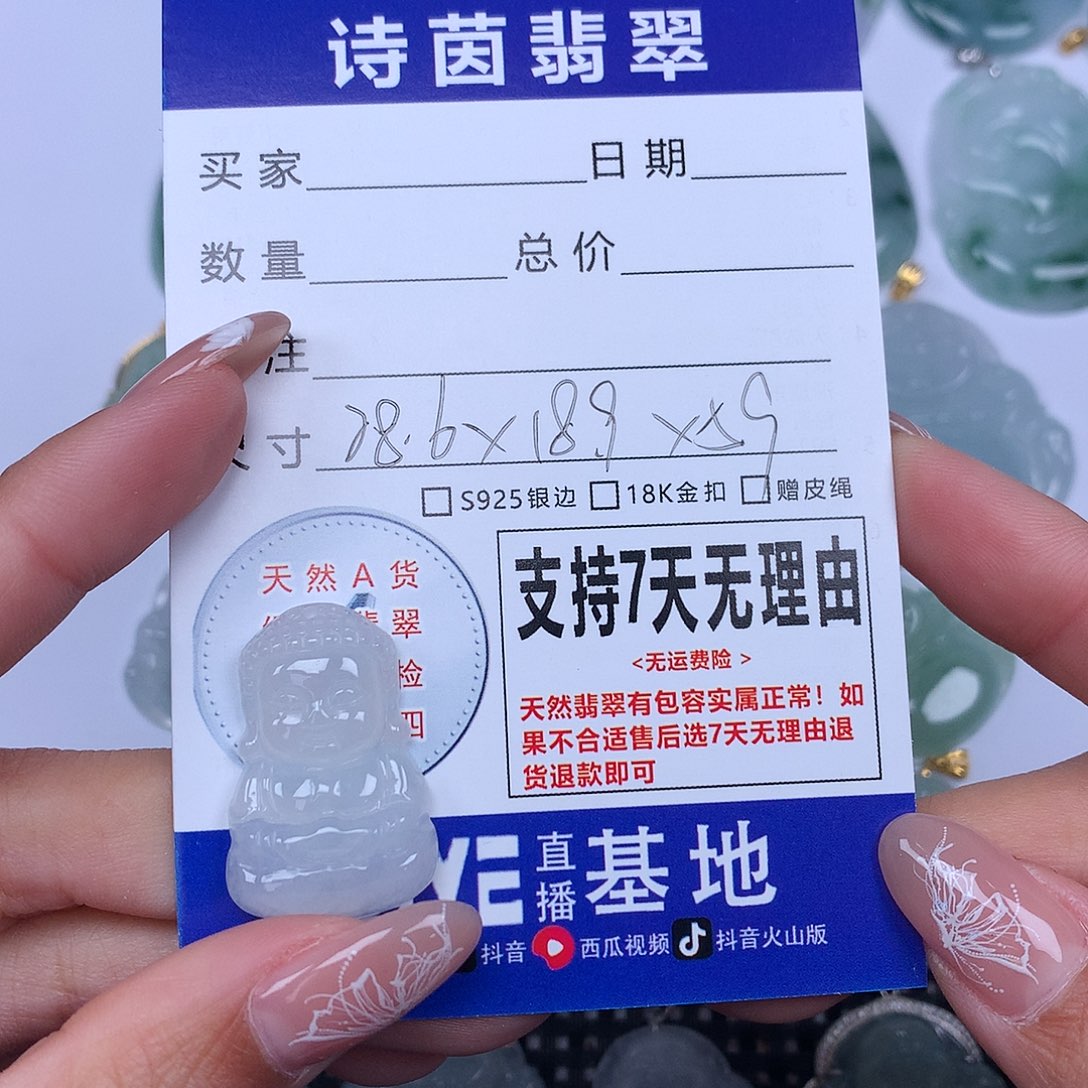 诗茵翡翠
买家 日期
数量 总价
注
寸
S925银边 18K金扣 赠皮绳
天然A货
翠
检
四
支持7天无理由
<无运费险 >
天然翡翠有包容实属正常！如
果不合适售后选7天无理由退
货退款即可
YE 直播 基地
抖音 西瓜视频 抖音火山版